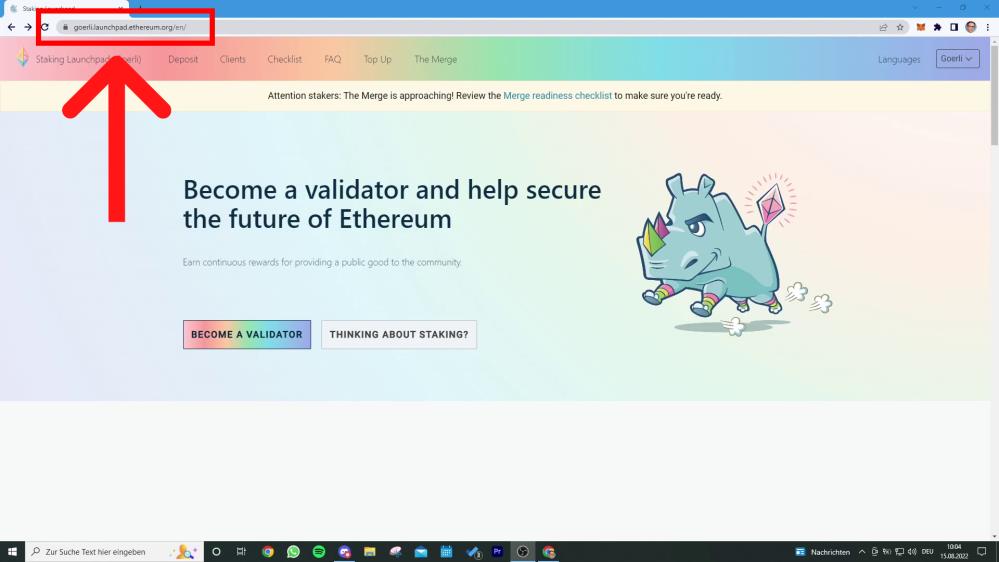 Staking Launchpad
goerli.launchpad.ethereum.org/en/
Staking Launchpad
Deposit
Clients
Checklist
FAQ
Top Up
The Merge
Languages
Goerli
Attention stakers: The Merge is approaching! Review the Merge readiness checklist to make sure you're ready.
Become a validator and help secure
the future of Ethereum
Earn continuous rewards for providing a public good to the community.
BECOME A VALIDATOR
THINKING ABOUT STAKING?
Zur Suche Text hier eingeben
Pr
Nachrichten
DEU
10:04
15.08.2022